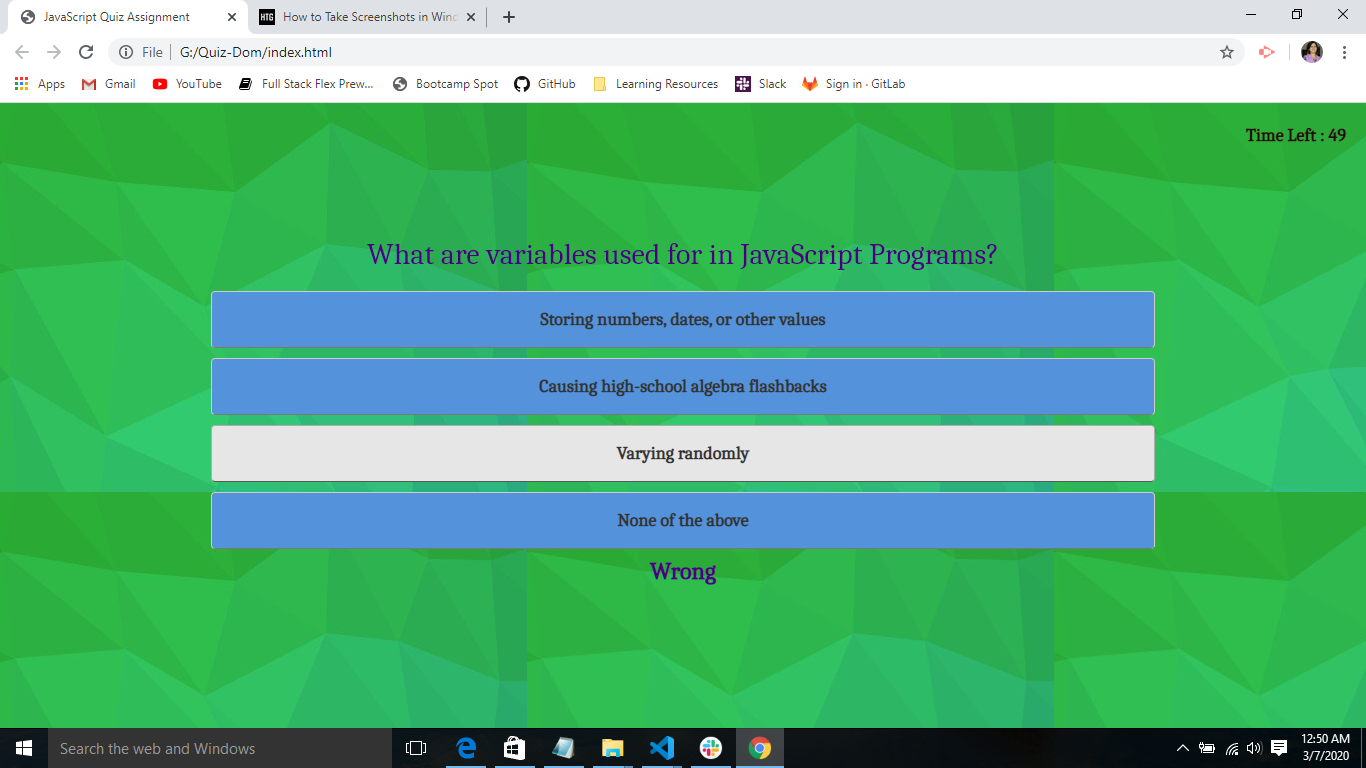 JavaScript Quiz Assignment
HTG How to Take Screenshots in Wind
File G:/Quiz-Dom/index.html
Apps Gmail YouTube Full Stack Flex Prew... Bootcamp Spot GitHub Learning Resources Slack Sign in · GitLab
Time Left : 49
What are variables used for in JavaScript Programs?
Storing numbers, dates, or other values
Causing high-school algebra flashbacks
Varying randomly
None of the above
Wrong
Search the web and Windows
12:50 AM
3/7/2020